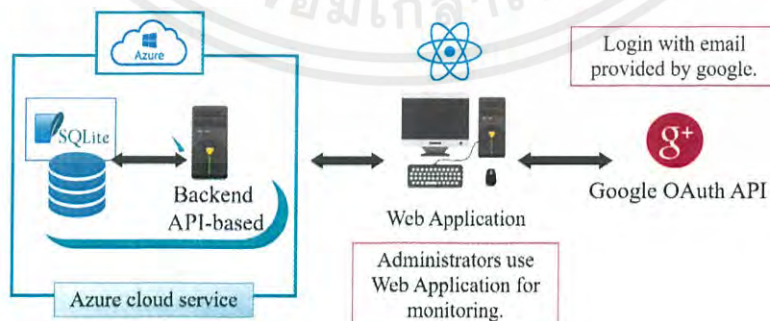 Azure
SQLite
Backend
API-based
Azure cloud service
Web Application
Administrators use
Web Application for
monitoring.
Login with email
provided by google.
g+
Google OAuth API